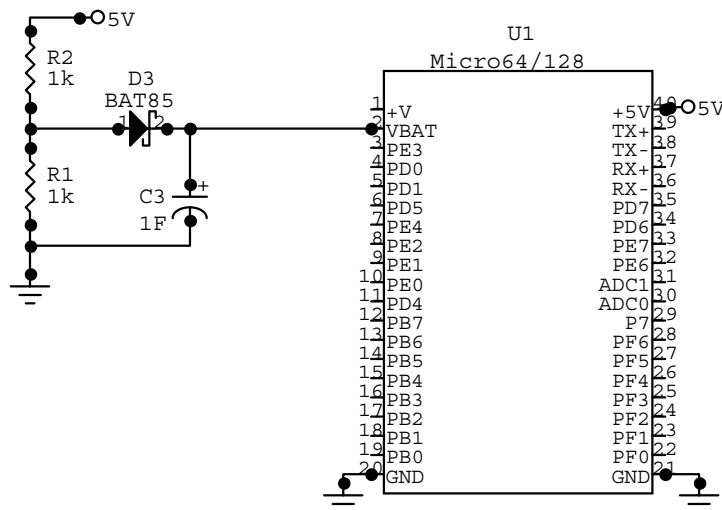 5V
R2
1k
D3
BAT85
1 2
R1
1k
C3
+
1F
U1
Micro64/128
1 +V
2 VBAT
3 PE3
4 PD0
5 PD1
6 PD5
7 PE4
8 PE2
9 PE1
10 PE0
11 PD4
12 PB7
13 PB6
14 PB5
15 PB4
16 PB3
17 PB2
18 PB1
19 PB0
20 GND
+5V 40 5V
TX+ 39
TX- 38
RX+ 37
RX- 36
PD7 35
PD6 34
PE7 33
PE6 32
ADC1 31
ADC0 30
P7 29
PF6 28
PF5 27
PF4 26
PF3 25
PF2 24
PF1 23
PF0 22
GND 21